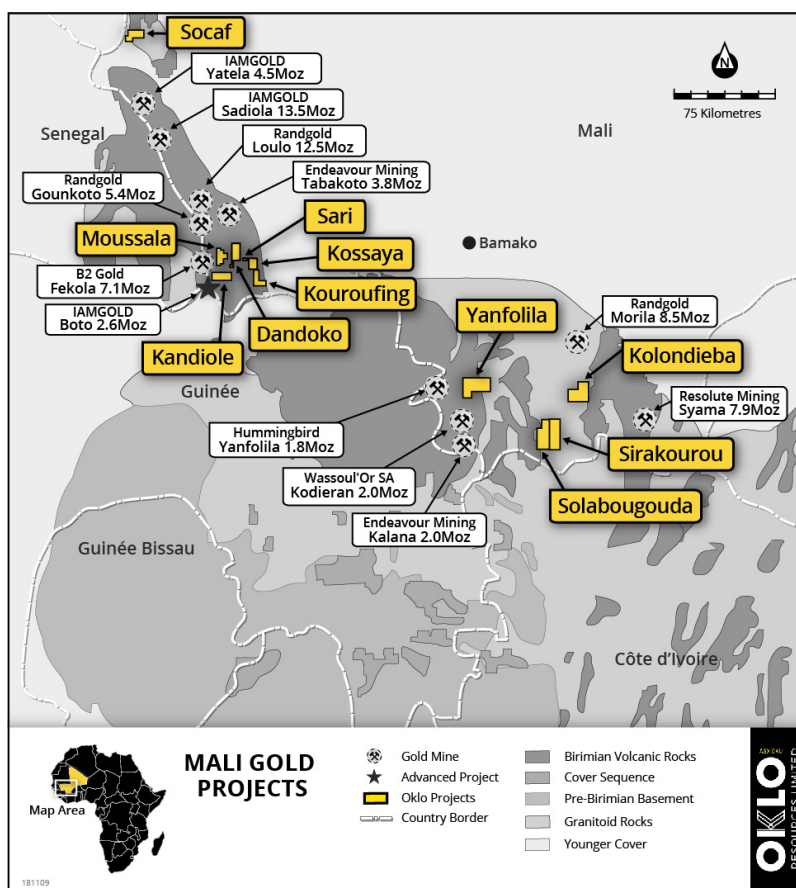 Socaf
IAMGOLD
Yatela 4.5Moz
IAMGOLD
Sadiola 13.5Moz
N
75 Kilometres
Senegal
Mali
Randgold
Loulo 12.5Moz
Endeavour Mining
Tabakoto 3.8Moz
Randgold
Gounkoto 5.4Moz
Sari
Moussala
Kossaya
Bamako
B2 Gold
Fekola 7.1Moz
Kouroufing
IAMGOLD
Boto 2.6Moz
Dandoko
Kandiole
Yanfolila
Randgold
Morila 8.5Moz
Kolondieba
Guinée
Resolute Mining
Syama 7.9Moz
Hummingbird
Yanfolila 1.8Moz
Sirakourou
Wassoul'Or SA
Kodieran 2.0Moz
Solabougouda
Endeavour Mining
Kalana 2.0Moz
Guinée Bissau
Côte d'Ivoire
Map Area
MALI GOLD
PROJECTS
Gold Mine
Advanced Project
Oklo Projects
Country Border
Birimian Volcanic Rocks
Cover Sequence
Pre-Birimian Basement
Granitoid Rocks
Younger Cover
ASX:OKU
OKLO
RESOURCES LIMITED
181109